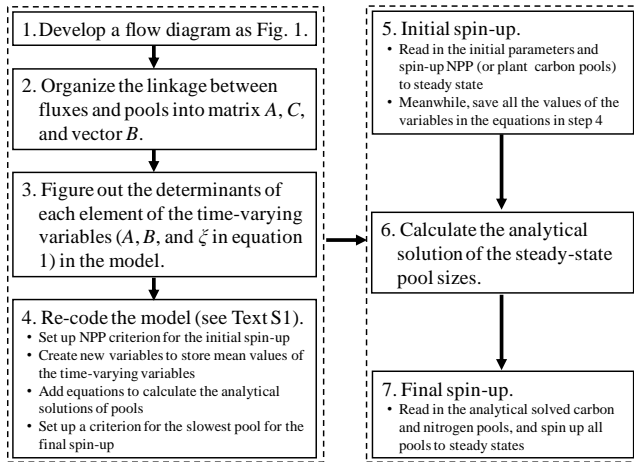 1. Develop a flow diagram as Fig. 1.
2. Organize the linkage between
fluxes and pools into matrix A, C,
and vector B.
3. Figure out the determinants of
each element of the time-varying
variables (A, B, and ξ in equation
1) in the model.
4. Re-code the model (see Text S1).
• Set up NPP criterion for the initial spin-up
• Create new variables to store mean values of
the time-varying variables
• Add equations to calculate the analytical
solutions of pools
• Set up a criterion for the slowest pool for the
final spin-up
5. Initial spin-up.
• Read in the initial parameters and
spin-up NPP (or plant carbon pools)
to steady state
• Meanwhile, save all the values of the
variables in the equations in step 4
6. Calculate the analytical
solution of the steady-state
pool sizes.
7. Final spin-up.
• Read in the analytical solved carbon
and nitrogen pools, and spin up all
pools to steady states